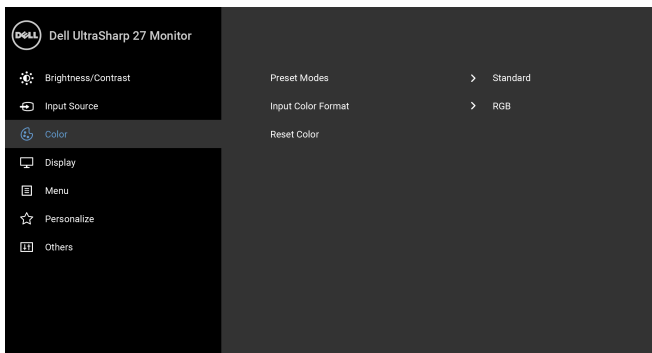 DELL Dell UltraSharp 27 Monitor
Brightness/Contrast
Preset Modes > Standard
Input Source
Input Color Format > RGB
Color
Reset Color
Display
Menu
Personalize
Others